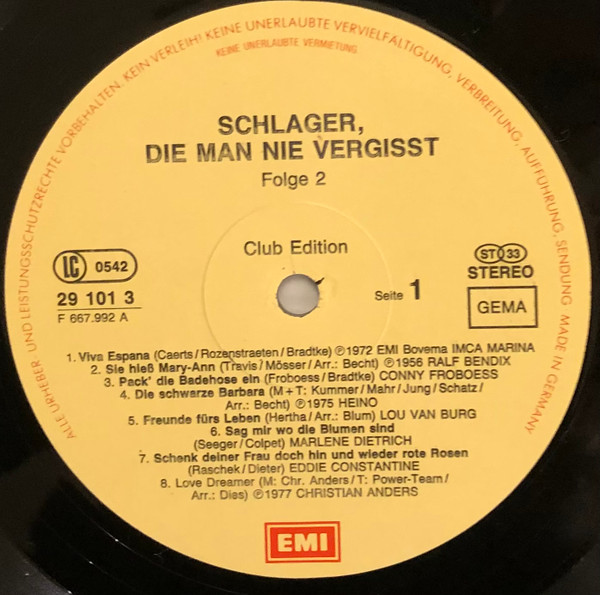 ALLE URHEBER- UND LEISTUNGSSCHUTZRECHTE VORBEHALTEN. KEIN VERLEIH! KEINE UNERLAUBTE VERVIELFÄLTIGUNG, VERBREITUNG, AUFFÜHRUNG, SENDUNG MADE IN GERMANY
KEINE UNERLAUBTE VERMIETUNG
SCHLAGER,
DIE MAN NIE VERGISST
Folge 2
Club Edition
LC 0542
29 101 3
F 667.992 A
Seite 1
ST 33
STEREO
GEMA
1. Viva Espana (Caerts/Rozenstraeten/Bradtke) ℗1972 EMI Bovema IMCA MARINA
2. Sie hieß Mary-Ann (Travis/Mösser/Arr.: Becht) ℗1956 RALF BENDIX
3. Pack' die Badehose ein (Froboess/Bradtke) CONNY FROBOESS
4. Die schwarze Barbara (M+T: Kummer/Mahr/Jung/Schatz/
Arr.: Becht) ℗1975 HEINO
5. Freunde fürs Leben (Hertha/Arr.: Blum) LOU VAN BURG
6. Sag mir wo die Blumen sind
(Seeger/Colpet) MARLENE DIETRICH
7. Schenk deiner Frau doch hin und wieder rote Rosen
(Raschek/Dieter) EDDIE CONSTANTINE
8. Love Dreamer (M: Chr. Anders/T: Power-Team/
Arr.: Dies) ℗1977 CHRISTIAN ANDERS
EMI